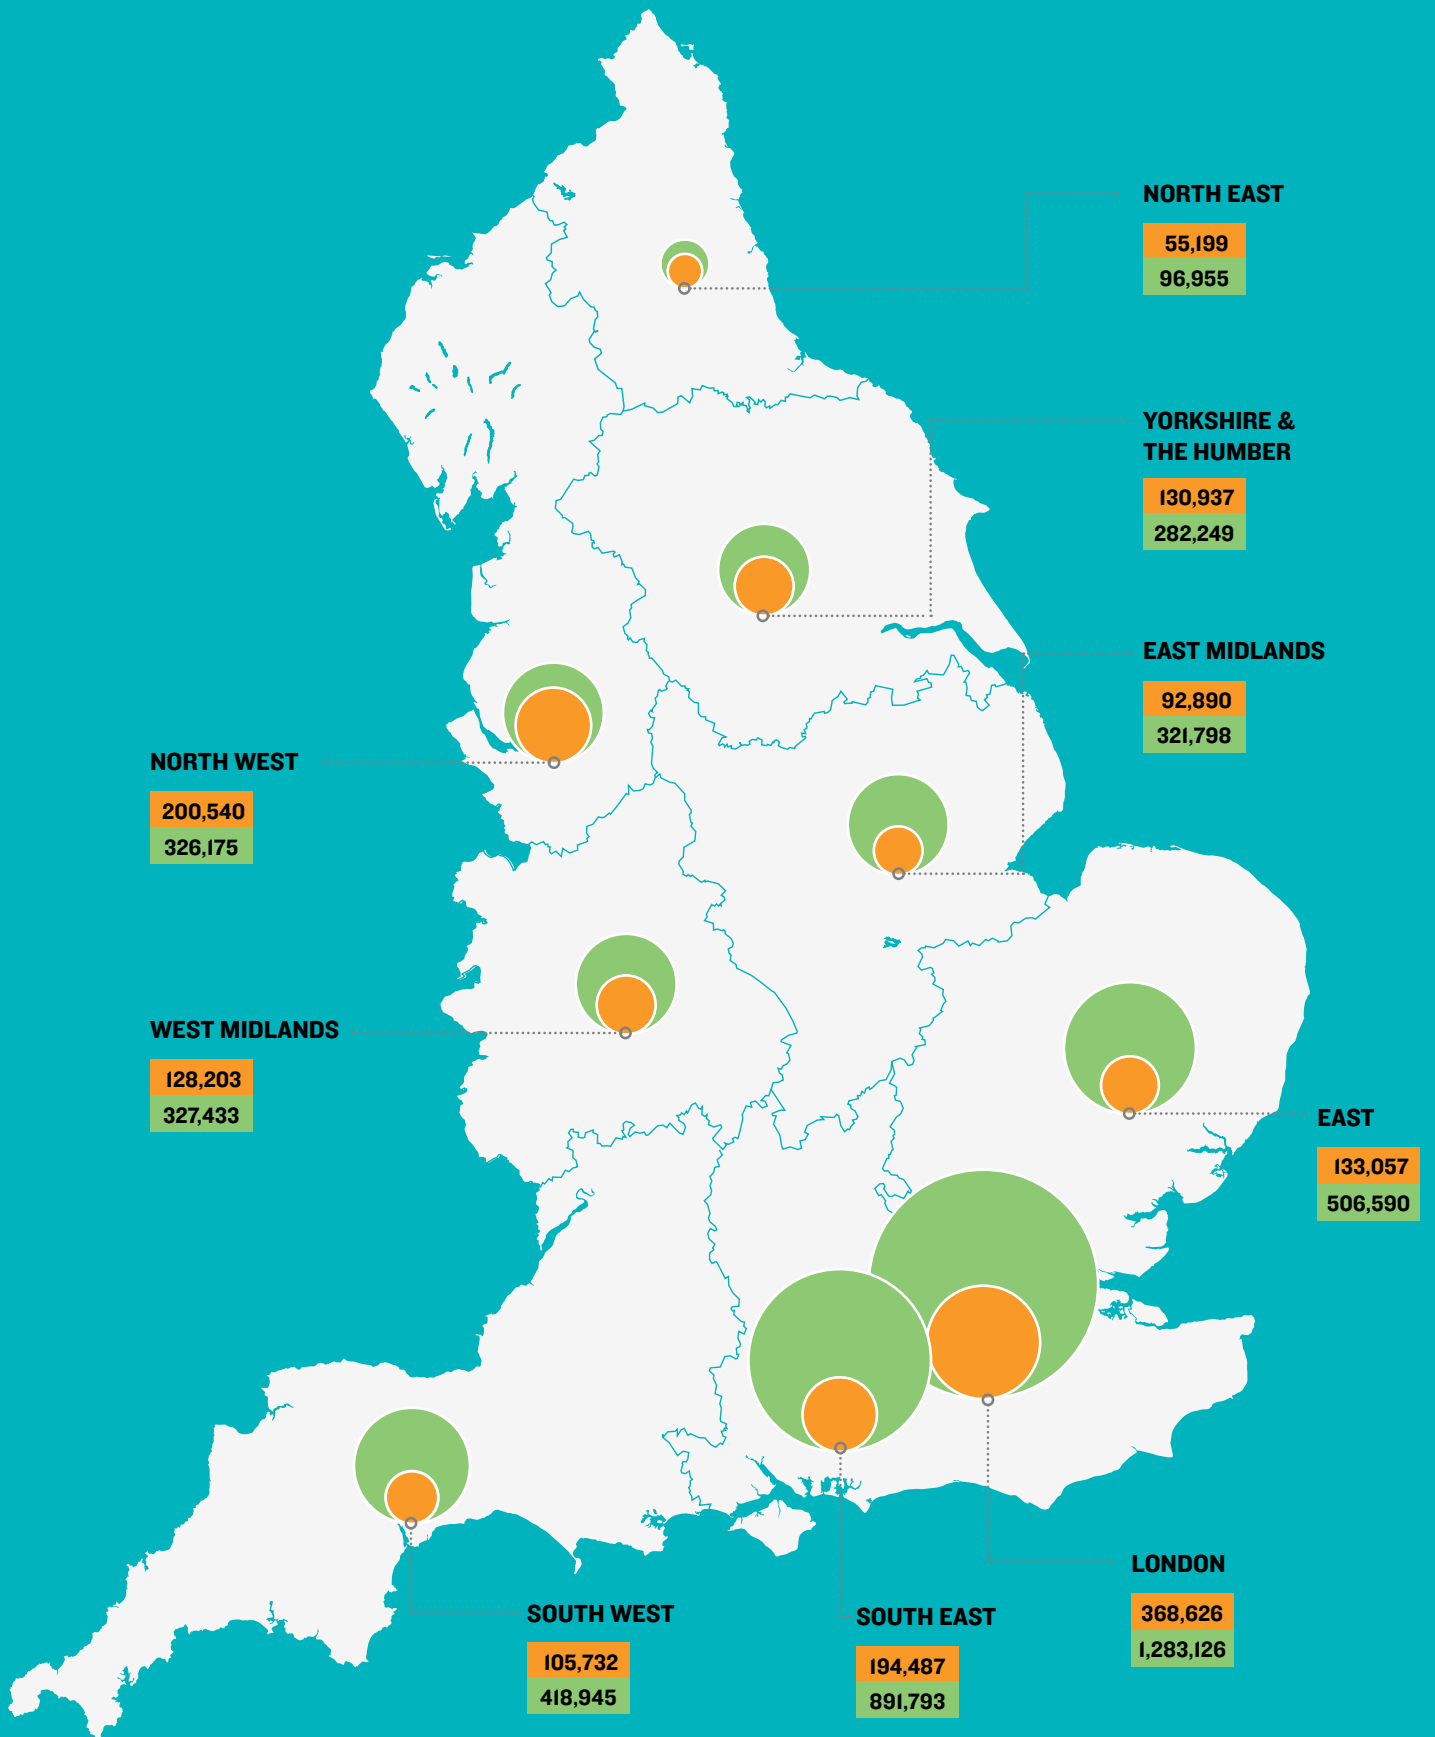 NORTH EAST
55,199
96,955
YORKSHIRE &
THE HUMBER
130,937
282,249
EAST MIDLANDS
92,890
321,798
NORTH WEST
200,540
326,175
WEST MIDLANDS
128,203
327,433
EAST
133,057
506,590
LONDON
368,626
1,283,126
SOUTH WEST
105,732
418,945
SOUTH EAST
194,487
891,793